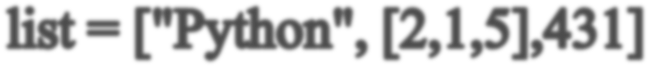 list = ["Python", [2,1,5],431]